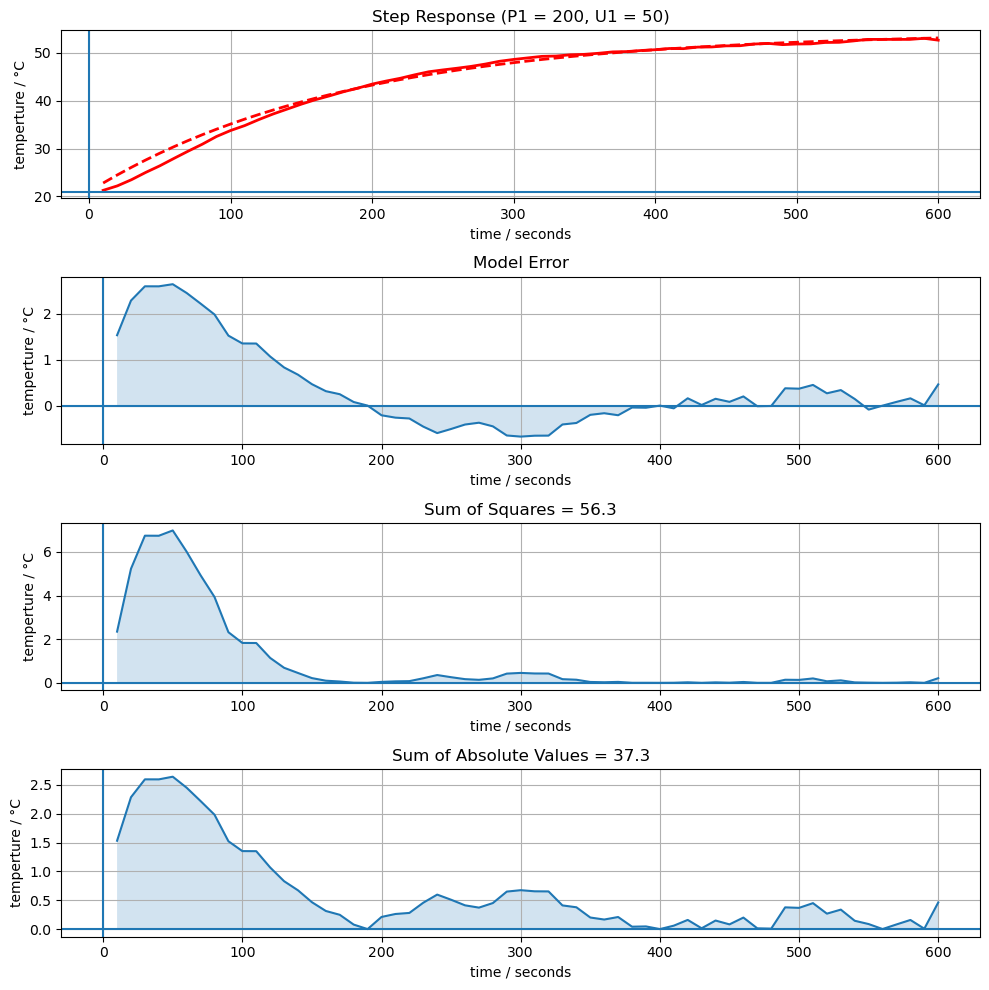 Step Response (P1 = 200, U1 = 50)
temperture / °C
50
40
30
20
0 100 200 300 400 500 600
time / seconds
Model Error
temperture / °C
2
1
0
0 100 200 300 400 500 600
time / seconds
Sum of Squares = 56.3
temperture / °C
6
4
2
0
0 100 200 300 400 500 600
time / seconds
Sum of Absolute Values = 37.3
temperture / °C
2.5
2.0
1.5
1.0
0.5
0.0
0 100 200 300 400 500 600
time / seconds